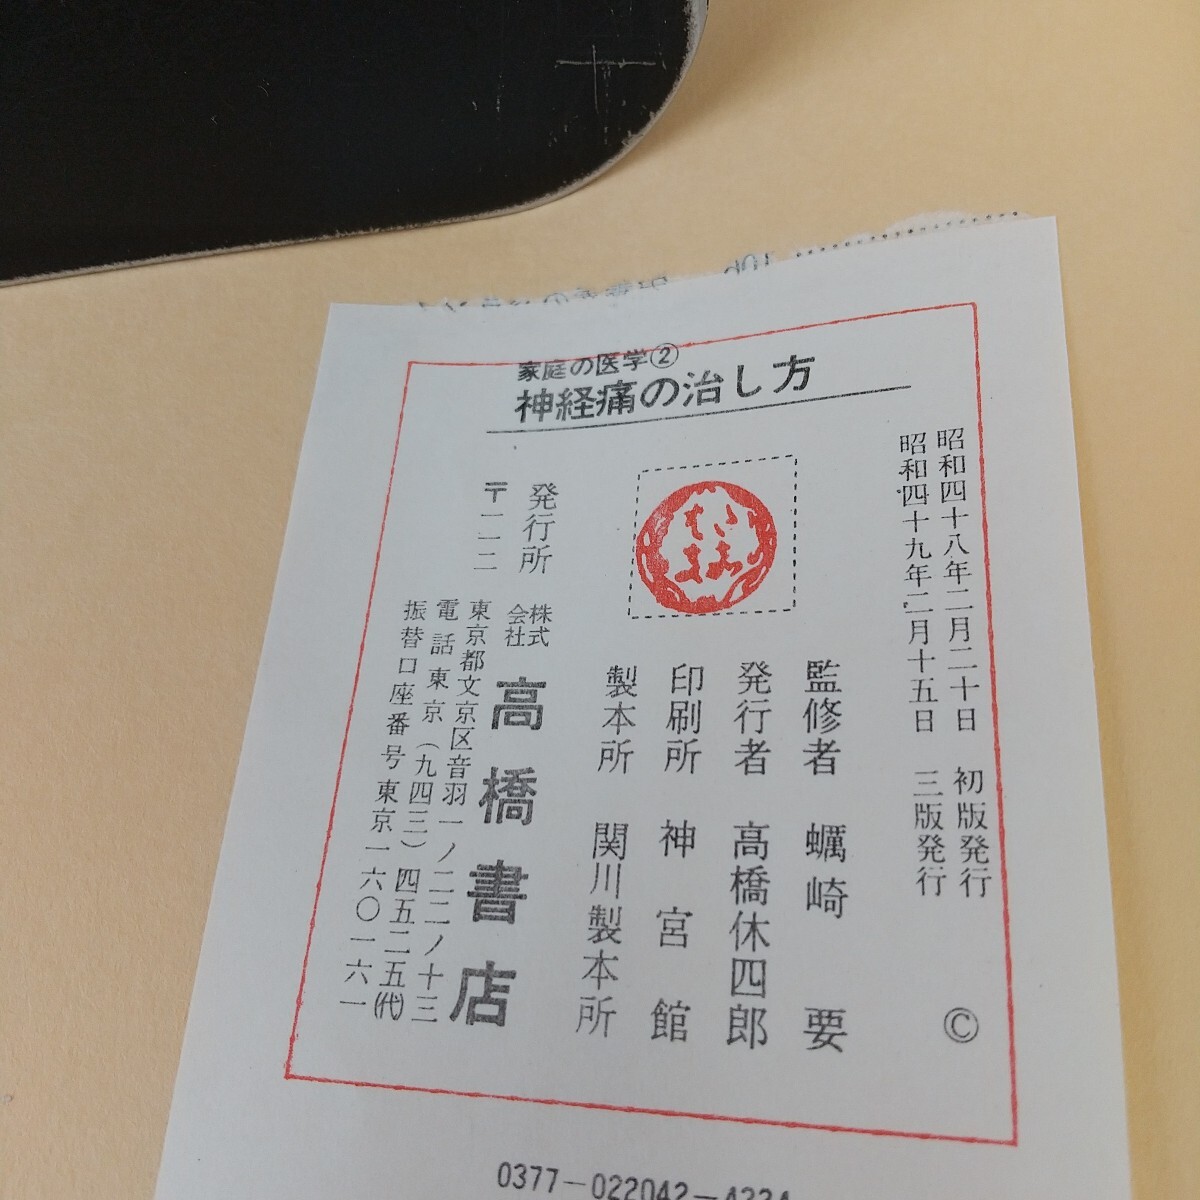 家庭の医学②
神経痛の治し方
昭和四十八年二月二十日 初版発行
昭和四十九年二月十五日 三版発行
©
監修者 蠣崎要
発行者 高橋休四郎
印刷所 神宮館
製本所 関川製本所
発行所 株式会社 高橋書店
〒一一二
東京都文京区音羽一ノ二二ノ十三
電話東京（九四三）四五二五(代)
振替口座番号東京一六〇一六一
0377-022042-4334